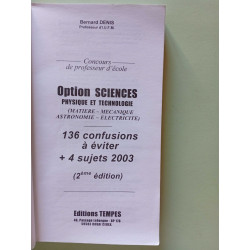 Bernard DENIS
Professeur d'I.U.F.M.
Concours
de professeur d'école
Option SCIENCES
PHYSIQUE ET TECHNOLOGIE
(MATIERE - MECANIQUE
ASTRONOMIE - ELECTRICITE)
136 confusions
à éviter
+ 4 sujets 2003
(2ème édition)
Editions TEMPES